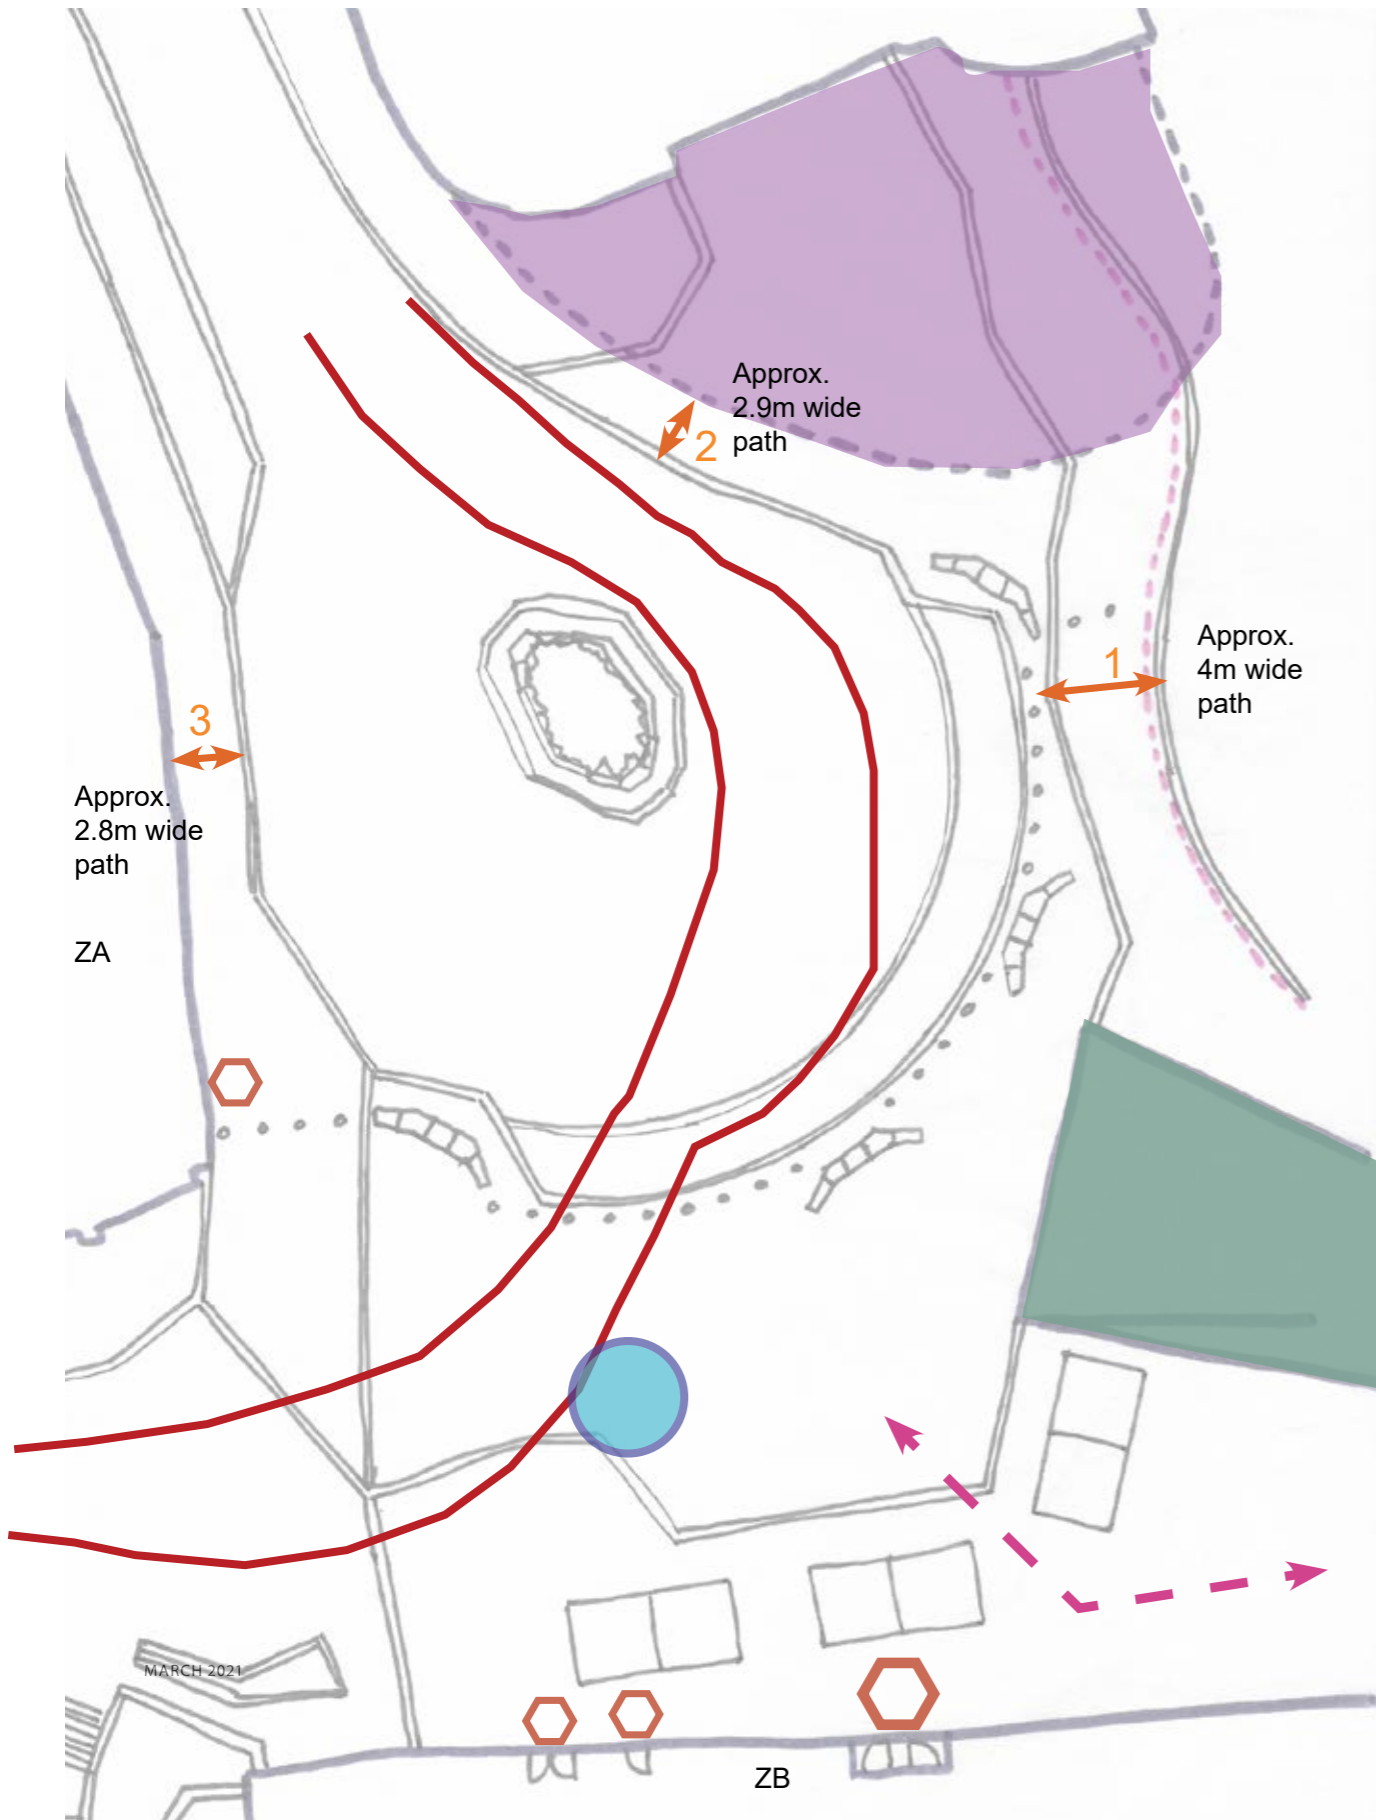 Approx.
2.9m wide
path
2
1
Approx.
4m wide
path
3
Approx.
2.8m wide
path
ZA
MARCH 2021
ZB